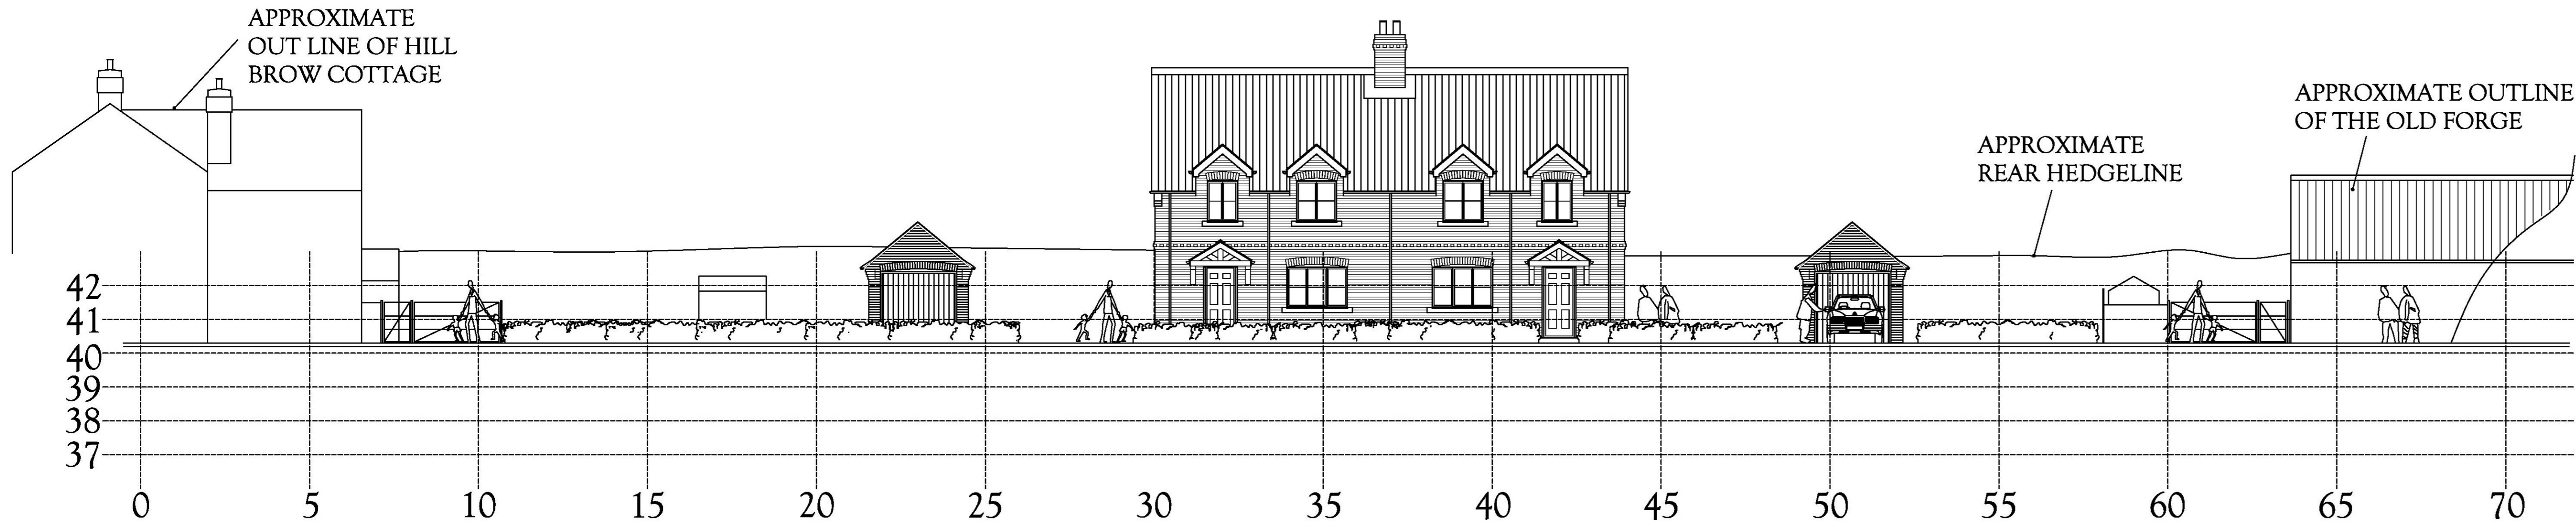 APPROXIMATE
OUT LINE OF HILL
BROW COTTAGE
APPROXIMATE OUTLINE
OF THE OLD FORGE
APPROXIMATE
REAR HEDGELINE
42
41
40
39
38
37
0 5 10 15 20 25 30 35 40 45 50 55 60 65 70